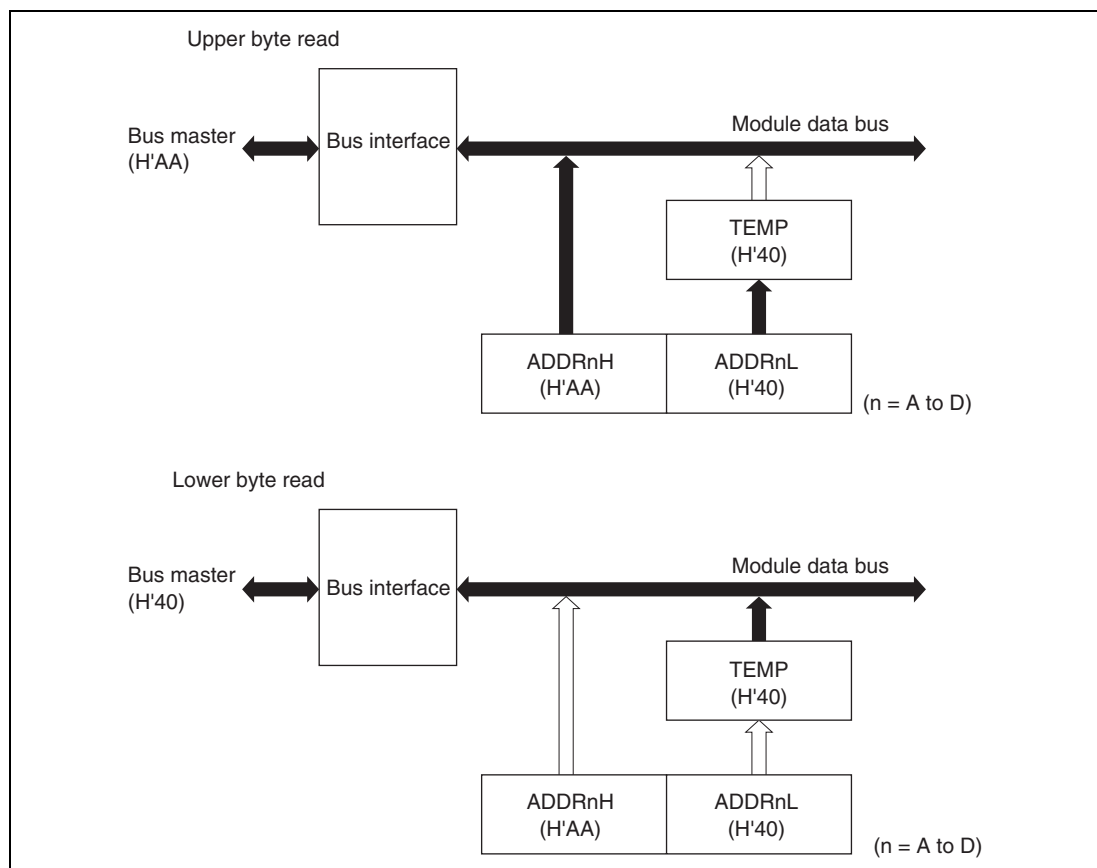 Upper byte read
Bus master
(H'AA)
Bus interface
Module data bus
TEMP
(H'40)
ADDRnH
(H'AA)
ADDRnL
(H'40)
(n = A to D)
Lower byte read
Bus master
(H'40)
Bus interface
Module data bus
TEMP
(H'40)
ADDRnH
(H'AA)
ADDRnL
(H'40)
(n = A to D)